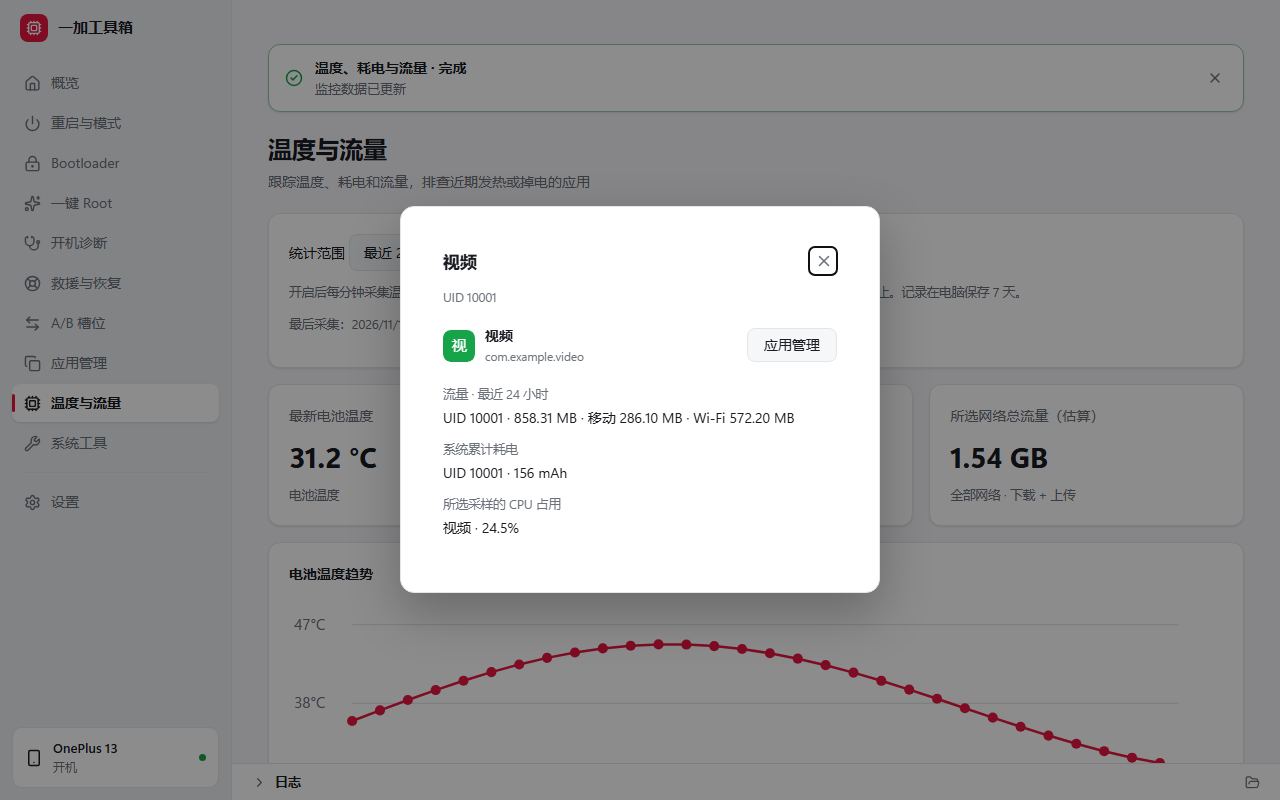 一加工具箱
概览
重启与模式
Bootloader
一键 Root
开机诊断
救援与恢复
A/B 槽位
应用管理
温度与流量
系统工具
设置
OnePlus 13
开机
温度、耗电与流量 · 完成
监控数据已更新
温度与流量
跟踪温度、耗电和流量，排查近期发热或掉电的应用
统计范围
最近 2
开启后每分钟采集温
上。记录在电脑保存 7 天。
最后采集：2026/11/
最新电池温度
31.2 °C
电池温度
所选网络总流量（估算）
1.54 GB
全部网络 · 下载 + 上传
电池温度趋势
47°C
38°C
视频
UID 10001
视
视频
com.example.video
应用管理
流量 · 最近 24 小时
UID 10001 · 858.31 MB · 移动 286.10 MB · Wi-Fi 572.20 MB
系统累计耗电
UID 10001 · 156 mAh
所选采样的 CPU 占用
视频 · 24.5%
日志